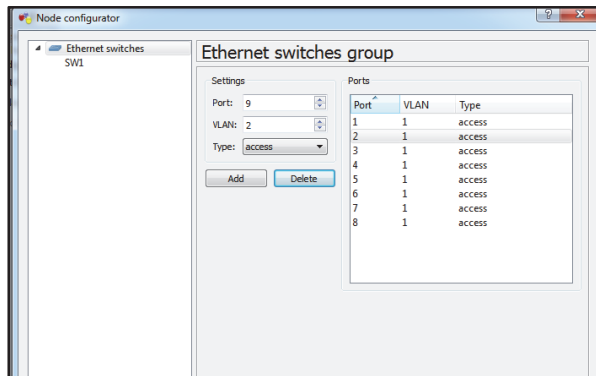 Node configurator
?
X
Ethernet switches
SW1
Ethernet switches group
Settings
Port: 9
VLAN: 2
Type: access
Add Delete
Ports
Port VLAN Type
1 1 access
2 1 access
3 1 access
4 1 access
5 1 access
6 1 access
7 1 access
8 1 access